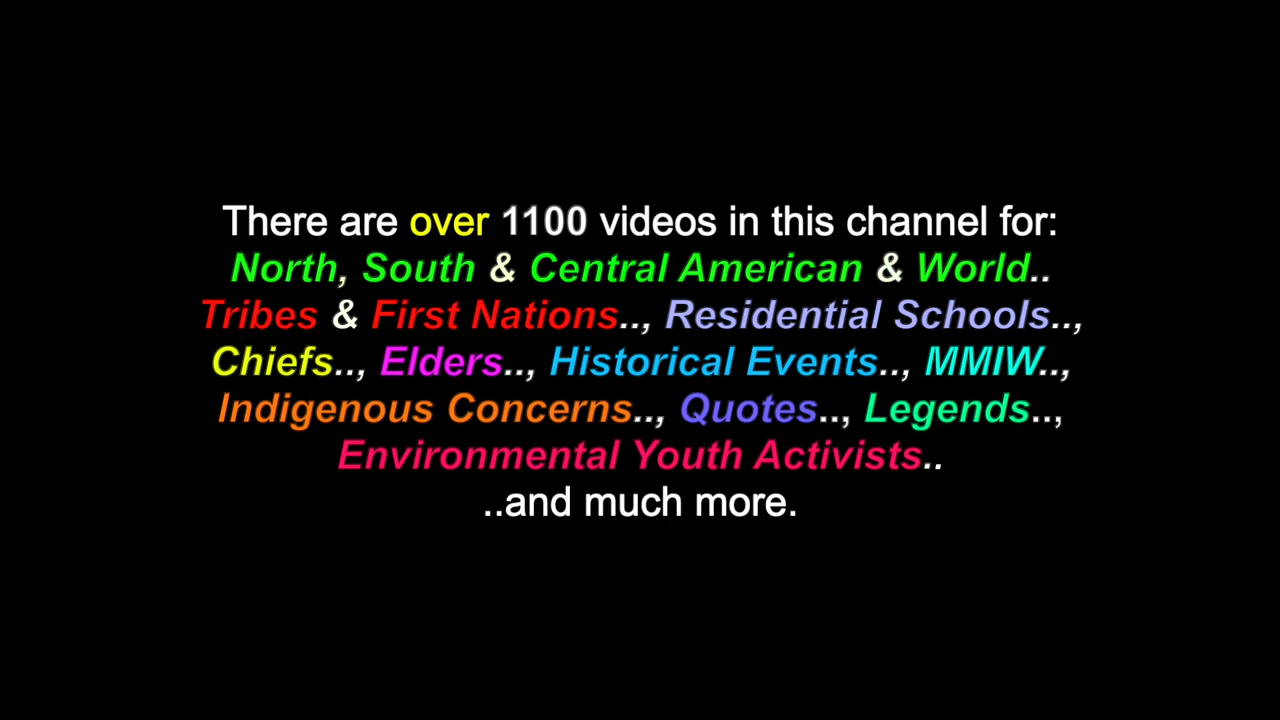 There are over 1100 videos in this channel for:
North, South & Central American & World..
Tribes & First Nations.., Residential Schools..,
Chiefs.., Elders.., Historical Events.., MMIW..,
Indigenous Concerns.., Quotes.., Legends..,
Environmental Youth Activists..
..and much more.